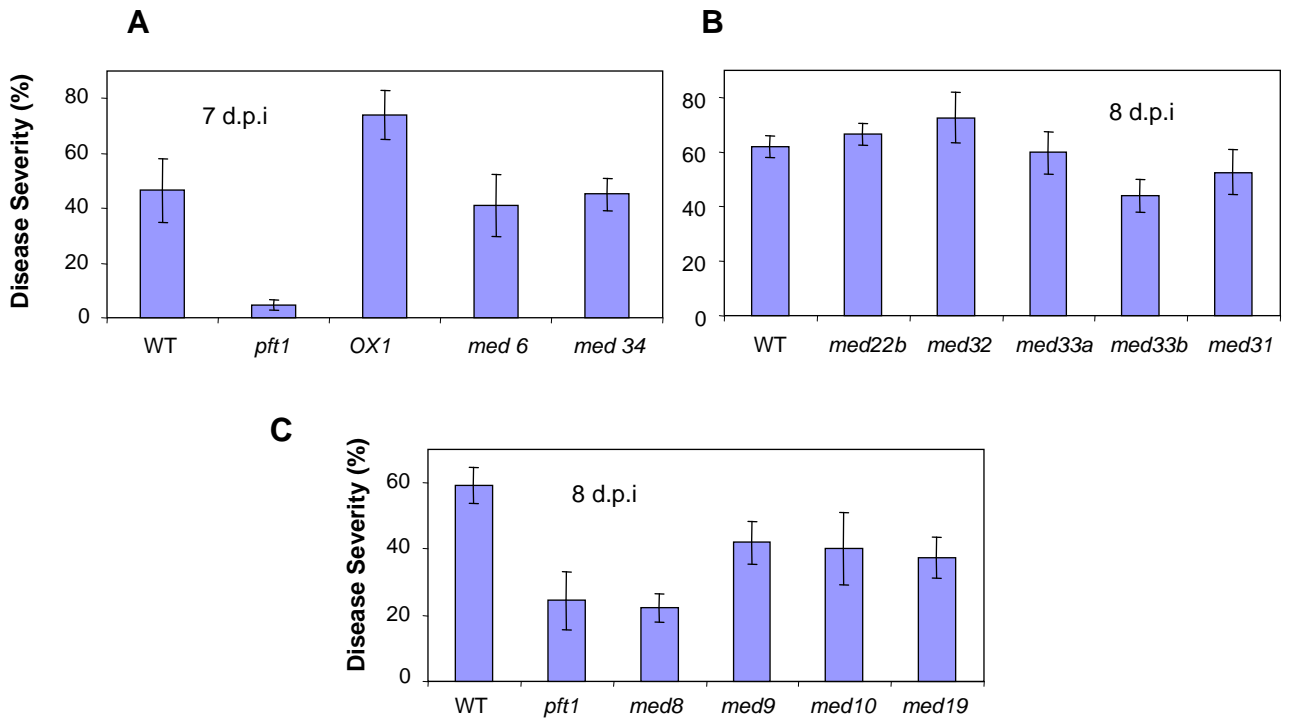 A
Disease Severity (%)
80
60
40
20
0
7 d.p.i
WT pft1 OX1 med 6 med 34
B
80
60
40
20
0
8 d.p.i
WT med22b med32 med33a med33b med31
C
Disease Severity (%)
60
40
20
0
8 d.p.i
WT pft1 med8 med9 med10 med19